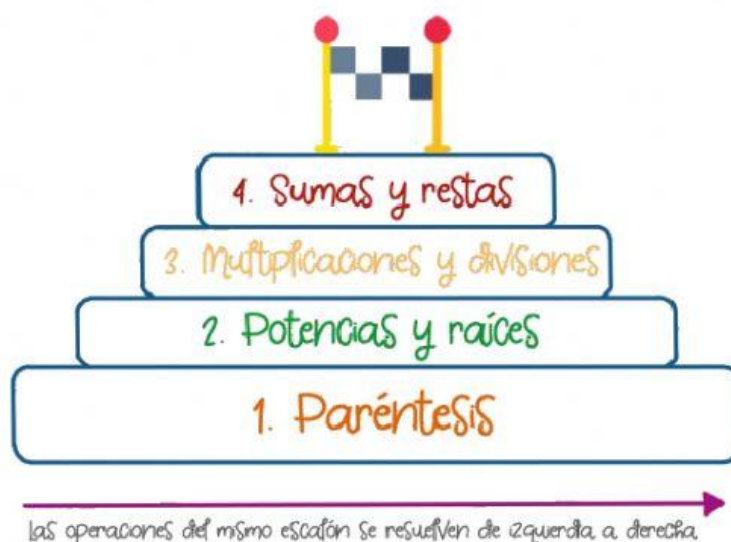 4. Sumas y restas
3. Multiplicaciones y divisiones
2. Potencias y raíces
1. Paréntesis
las operaciones del mismo escalón se resuelven de izquierda a derecha